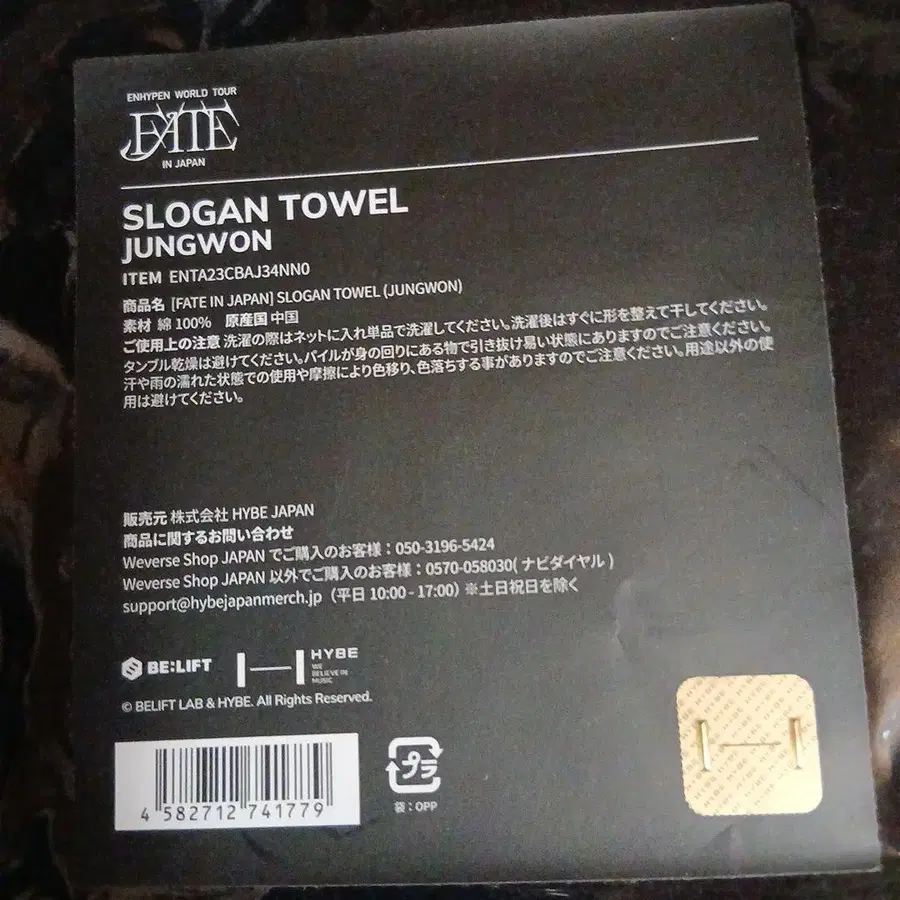 ENHYPEN WORLD TOUR
FATE
IN JAPAN
SLOGAN TOWEL
JUNGWON
ITEM ENTA23CBAJ34NN0
商品名 [FATE IN JAPAN] SLOGAN TOWEL (JUNGWON)
素材 綿 100% 原産国 中国
ご使用上の注意 洗濯の際はネットに入れ単品で洗濯してください。洗濯後はすぐに形を整えて干してください。
タンブル乾燥は避けてください。パイルが身の回りにある物で引き抜け易い状態にありますのでご注意ください。
汗や雨の濡れた状態での使用や摩擦により色移り、色落ちする事がありますのでご注意ください。用途以外の使
用は避けてください。
販売元 株式会社 HYBE JAPAN
商品に関するお問い合わせ
Weverse Shop JAPAN でご購入のお客様：050-3196-5424
Weverse Shop JAPAN 以外でご購入のお客様：0570-058030( ナビダイヤル )
support@hybejapanmerch.jp（平日 10:00 - 17:00）※土日祝日を除く
BE:LIFT
HYBE
WE
BELIEVE IN
MUSIC
© BELIFT LAB & HYBE. All Rights Reserved.
4 582712 741779
プラ
袋：OPP
HYBE